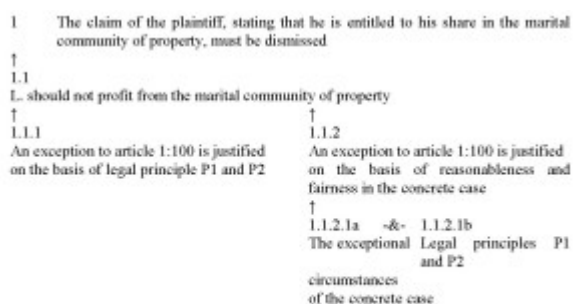 1 The claim of the plaintiff, stating that he is entitled to his share in the marital
community of property, must be dismissed
↑
1.1
L. should not profit from the marital community of property
↑ ↑
1.1.1 1.1.2
An exception to article 1:100 is justified An exception to article 1:100 is justified
on the basis of legal principle P1 and P2 on the basis of reasonableness and
fairness in the concrete case
↑
1.1.2.1a -&- 1.1.2.1b
The exceptional Legal principles P1
and P2
circumstances
of the concrete case